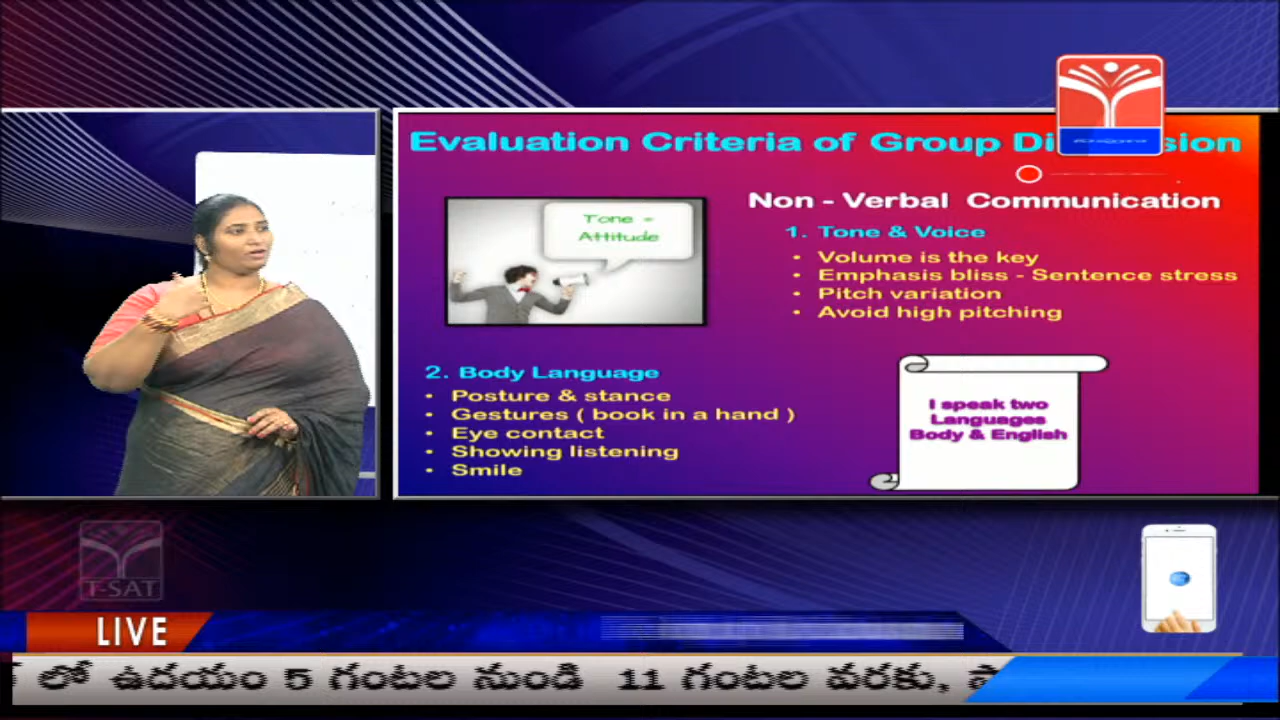 Evaluation Criteria of Group Di sion
Tone =
Attitude
Non - Verbal Communication
1. Tone & Voice
• Volume is the key
• Emphasis bliss - Sentence stress
• Pitch variation
• Avoid high pitching
2. Body Language
• Posture & stance
• Gestures ( book in a hand )
• Eye contact
• Showing listening
• Smile
I speak two
Languages
Body & English
T-SAT
LIVE
లో ఉదయం 5 గంటల నుండి 11 గంటల వరకు,